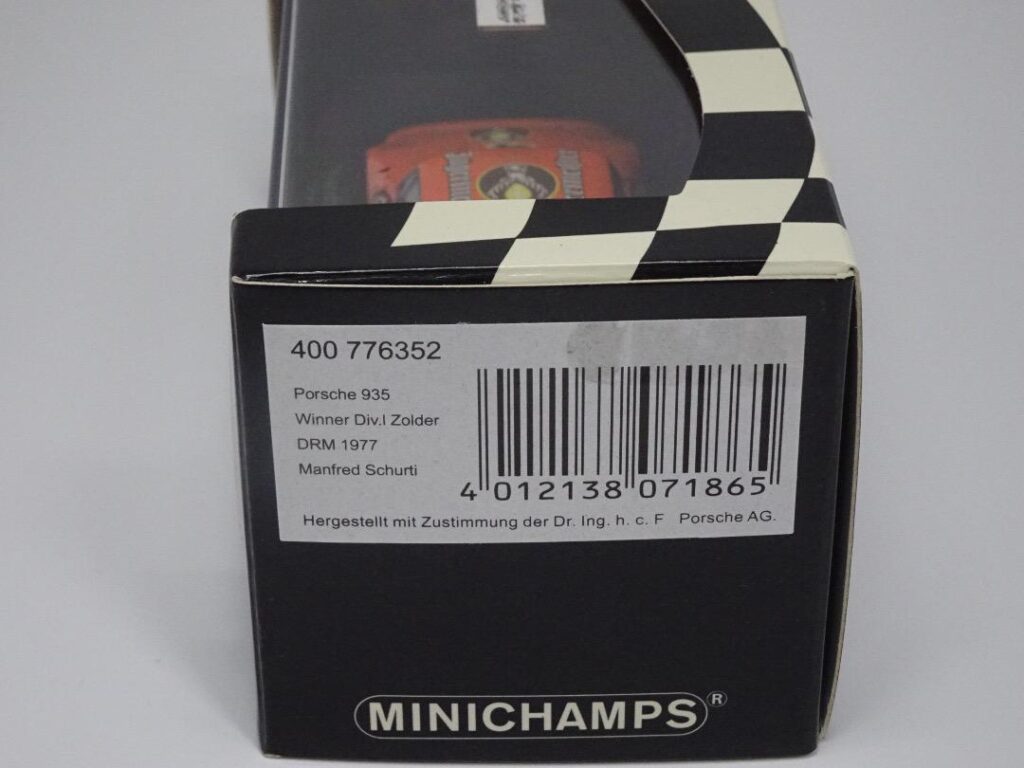 400 776352
Porsche 935
Winner Div.I Zolder
DRM 1977
Manfred Schurti
4 012138 071865
Hergestellt mit Zustimmung der Dr. Ing. h. c. F Porsche AG.
MINICHAMPS®